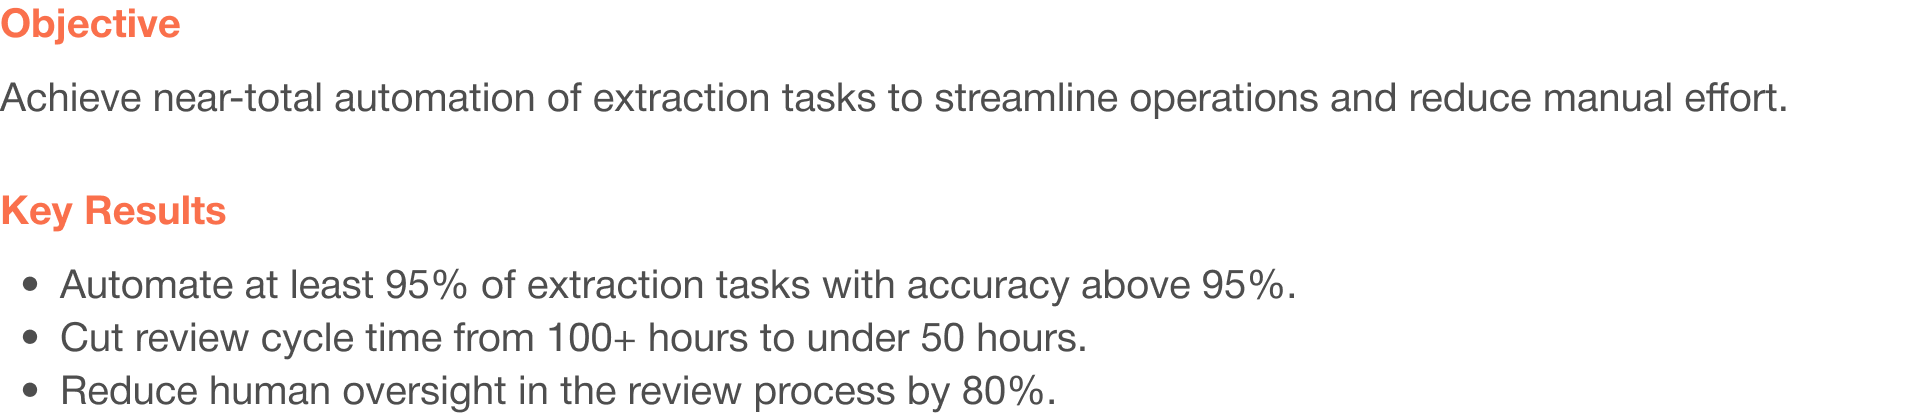 Objective
Achieve near-total automation of extraction tasks to streamline operations and reduce manual effort.
Key Results
• Automate at least 95% of extraction tasks with accuracy above 95%.
• Cut review cycle time from 100+ hours to under 50 hours.
• Reduce human oversight in the review process by 80%.